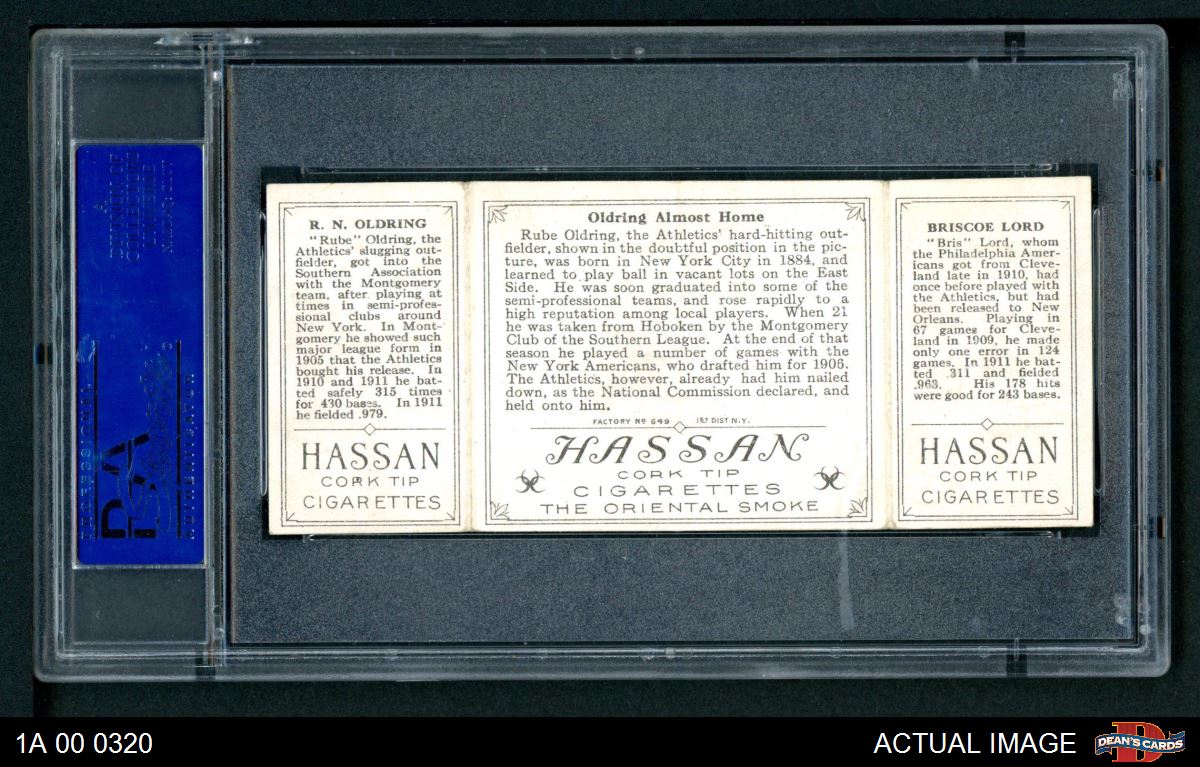 R. N. OLDRING
"Rube" Oldring, the
Athletics' slugging out-
fielder, got into the
Southern Association
with the Montgomery
team, after playing at
times in semi-profes-
sional clubs around
New York. In Mont-
gomery he showed such
major league form in
1905 that the Athletics
bought his release. In
1910 and 1911 he bat-
ted safely 315 times
for 430 bases. In 1911
he fielded .979.
HASSAN
CORK TIP
CIGARETTES
Oldring Almost Home
Rube Oldring, the Athletics' hard-hitting out-
fielder, shown in the doubtful position in the pic-
ture, was born in New York City in 1884, and
learned to play ball in vacant lots on the East
Side. He was soon graduated into some of the
semi-professional teams, and rose rapidly to a
high reputation among local players. When 21
he was taken from Hoboken by the Montgomery
Club of the Southern League. At the end of that
season he played a number of games with the
New York Americans, who drafted him for 1905.
The Athletics, however, already had him nailed
down, as the National Commission declared, and
held onto him.
FACTORY Nº 649 1ST DIST N.Y.
HASSAN
CORK TIP
CIGARETTES
THE ORIENTAL SMOKE
BRISCOE LORD
"Bris" Lord, whom
the Philadelphia Amer-
icans got from Cleve-
land late in 1910, had
once before played with
the Athletics, but had
been released to New
Orleans. Playing in
67 games for Cleve-
land in 1909, he made
only one error in 124
games. In 1911 he bat-
ted .311 and fielded
.963. His 178 hits
were good for 243 bases.
HASSAN
CORK TIP
CIGARETTES
1A 00 0320
ACTUAL IMAGE
DEAN'S CARDS